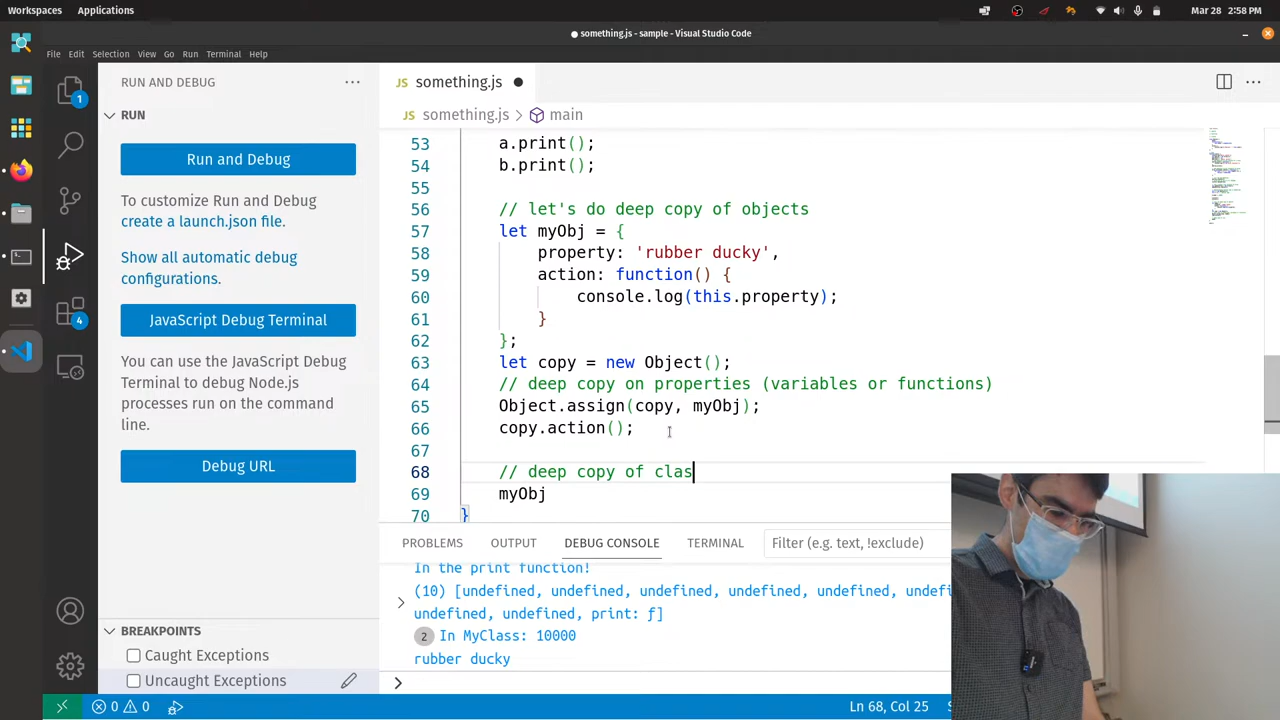 Workspaces Applications Mar 28 2:58 PM
something.js - sample - Visual Studio Code
File Edit Selection View Go Run Terminal Help
RUN AND DEBUG
JS something.js
JS something.js > main
1
RUN
Run and Debug
To customize Run and Debug
create a launch.json file.
Show all automatic debug
configurations.
4
JavaScript Debug Terminal
You can use the JavaScript Debug
Terminal to debug Node.js
processes run on the command
line.
Debug URL
53 a.print();
54 b.print();
55
56 // let's do deep copy of objects
57 let myObj = {
58 property: 'rubber ducky',
59 action: function() {
60 console.log(this.property);
61 }
62 };
63 let copy = new Object();
64 // deep copy on properties (variables or functions)
65 Object.assign(copy, myObj);
66 copy.action();
67
68 // deep copy of clas
69 myObj
70 }
PROBLEMS OUTPUT DEBUG CONSOLE TERMINAL Filter (e.g. text, !exclude)
In the print function!
(10) [undefined, undefined, undefined, undefined, undefined, undefi
undefined, undefined, print: ƒ]
2 In MyClass: 10000
rubber ducky
BREAKPOINTS
Caught Exceptions
Uncaught Exceptions
0 0
Ln 68, Col 25